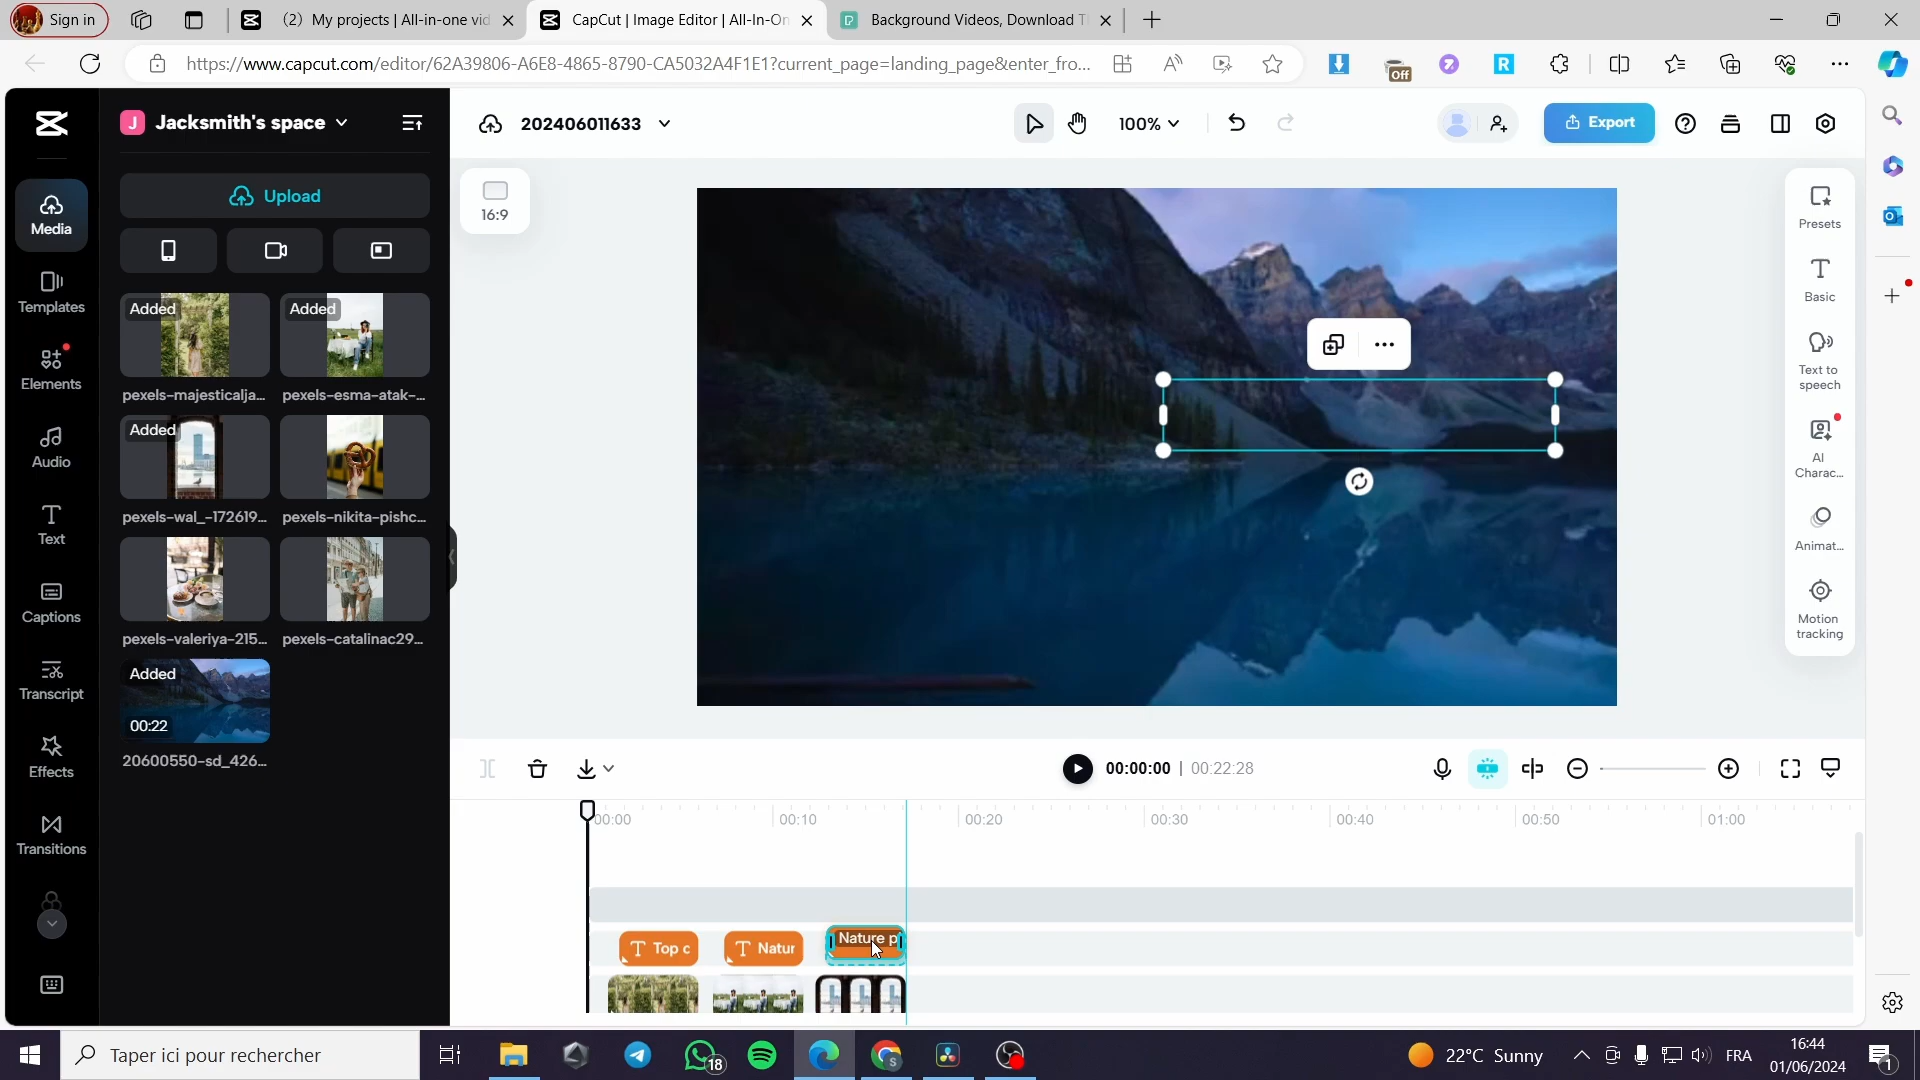 Sign in
(2) My projects | All-in-one vid
CapCut | Image Editor | All-In-On
Background Videos, Download Th
https://www.capcut.com/editor/62A39806-A6E8-4865-8790-CA5032A4F1E1?current_page=landing_page&enter_fro...
Off
J Jacksmith's space
202406011633
100%
Export
Upload
16:9
Media
Templates
Elements
Audio
Text
Captions
Transcript
Effects
Transitions
Added
Added
pexels-majesticalja...
pexels-esma-atak-...
Added
pexels-wal_-172619...
pexels-nikita-pishc...
pexels-valeriya-215...
pexels-catalinac29...
Added
00:22
20600550-sd_426...
Presets
Basic
Text to
speech
AI
Charac...
Animat...
Motion
tracking
00:00:00 | 00:22:28
00:00
00:10
00:20
00:30
00:40
00:50
01:00
Top c
Natur
Nature p
Taper ici pour rechercher
18
22°C Sunny
FRA
16:44
01/06/2024
1